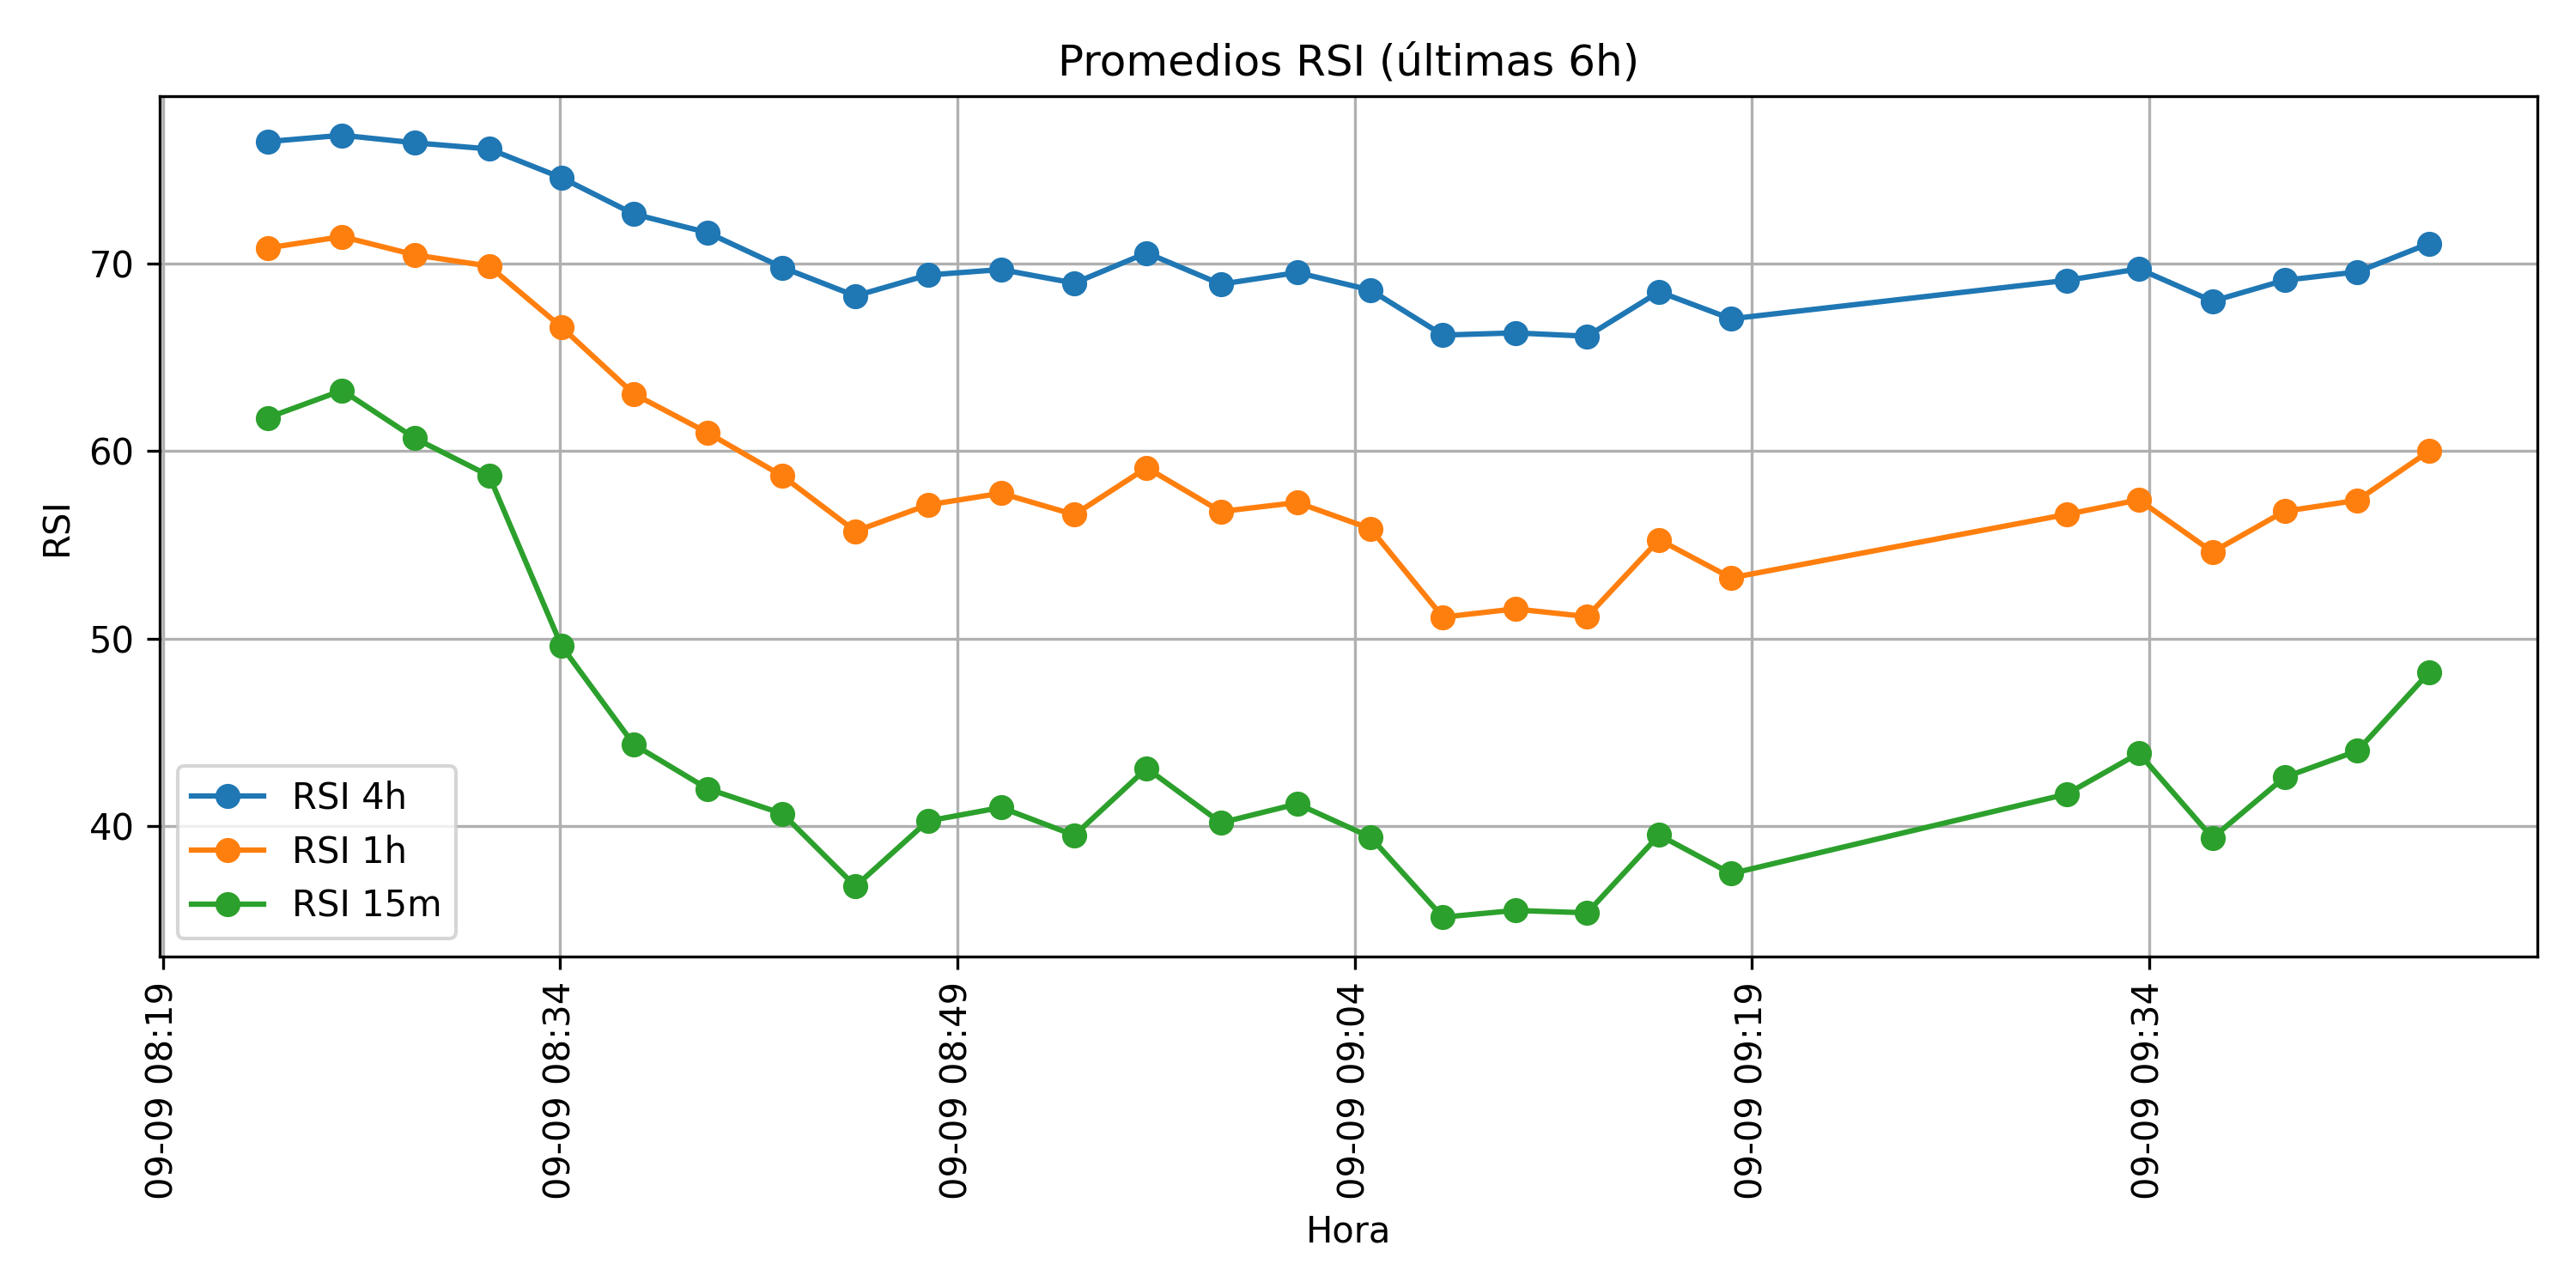 Promedios RSI (últimas 6h)
RSI
70
60
50
40
RSI 4h
RSI 1h
RSI 15m
09-09 08:19
09-09 08:34
09-09 08:49
09-09 09:04
09-09 09:19
09-09 09:34
Hora